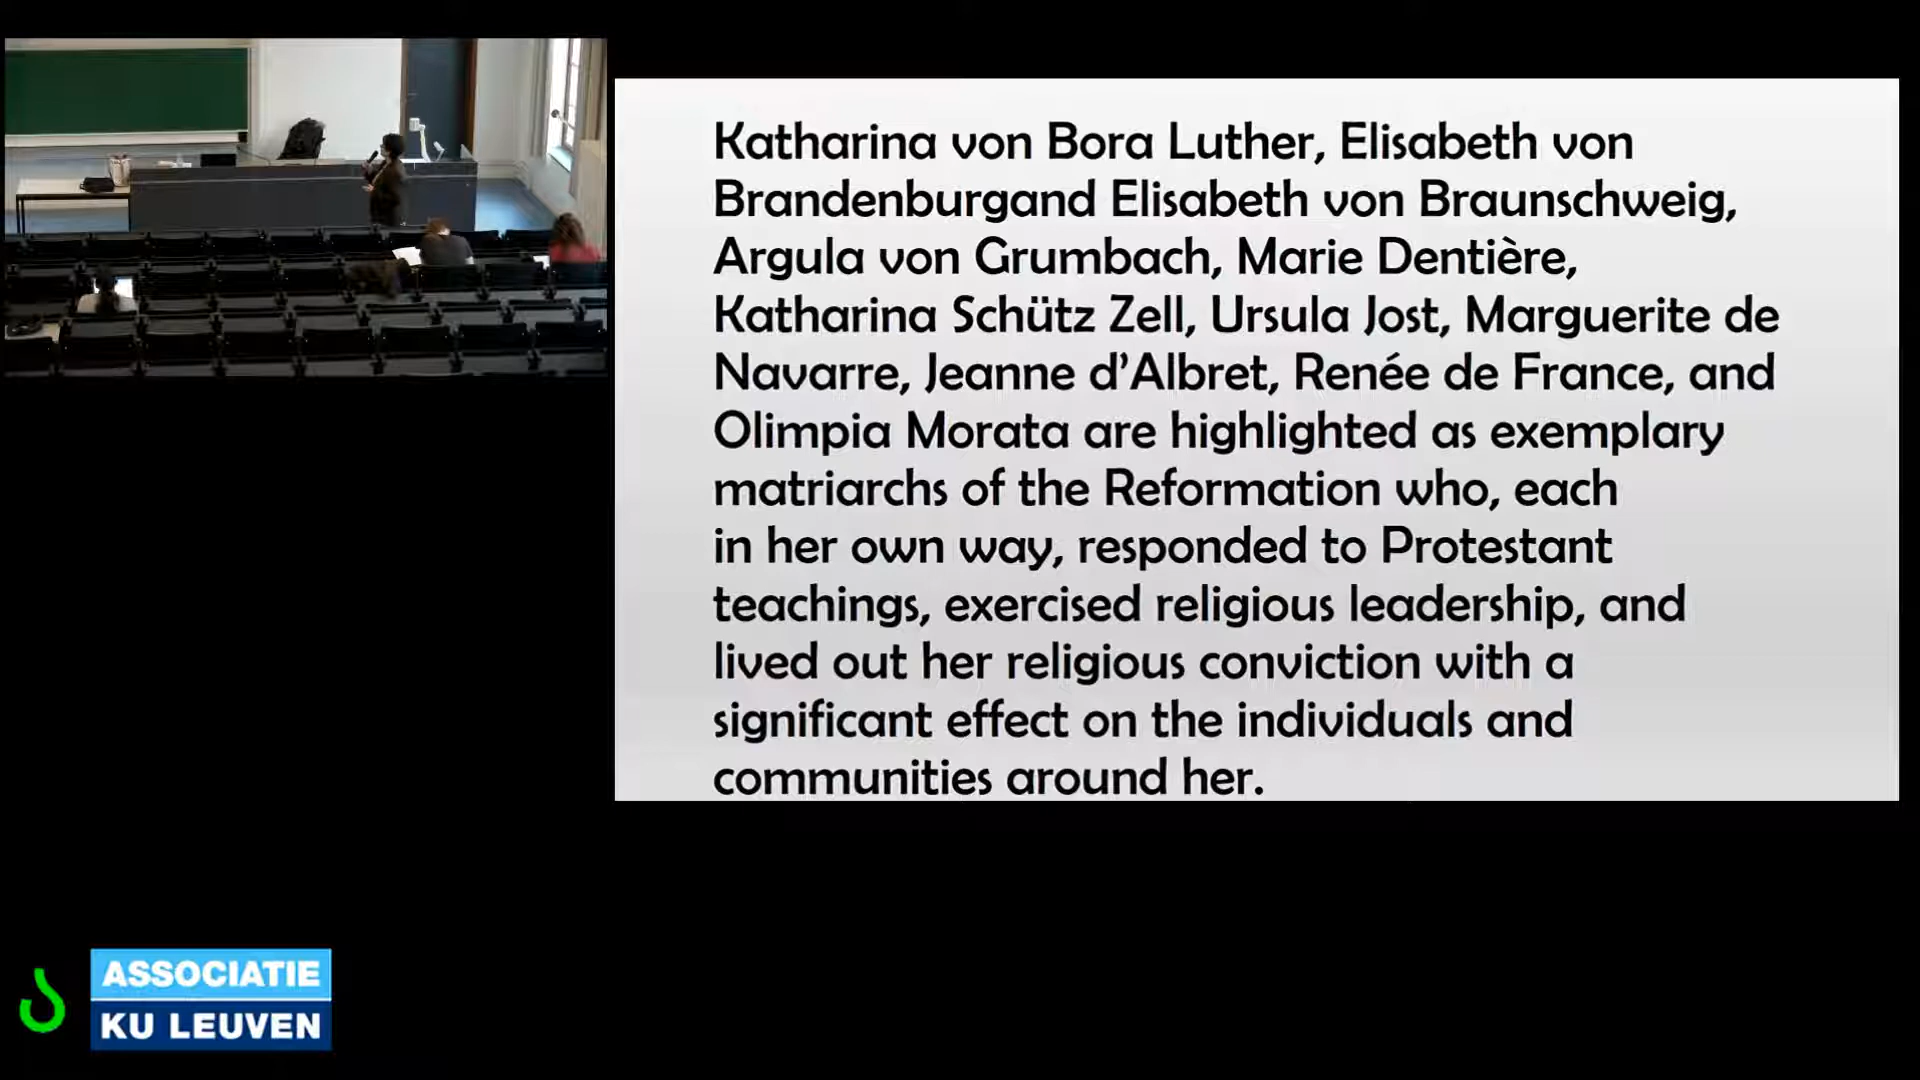 Katharina von Bora Luther, Elisabeth von
Brandenburgand Elisabeth von Braunschweig,
Argula von Grumbach, Marie Dentière,
Katharina Schütz Zell, Ursula Jost, Marguerite de
Navarre, Jeanne d’Albret, Renée de France, and
Olimpia Morata are highlighted as exemplary
matriarchs of the Reformation who, each
in her own way, responded to Protestant
teachings, exercised religious leadership, and
lived out her religious conviction with a
significant effect on the individuals and
communities around her.
ASSOCIATIE
KU LEUVEN